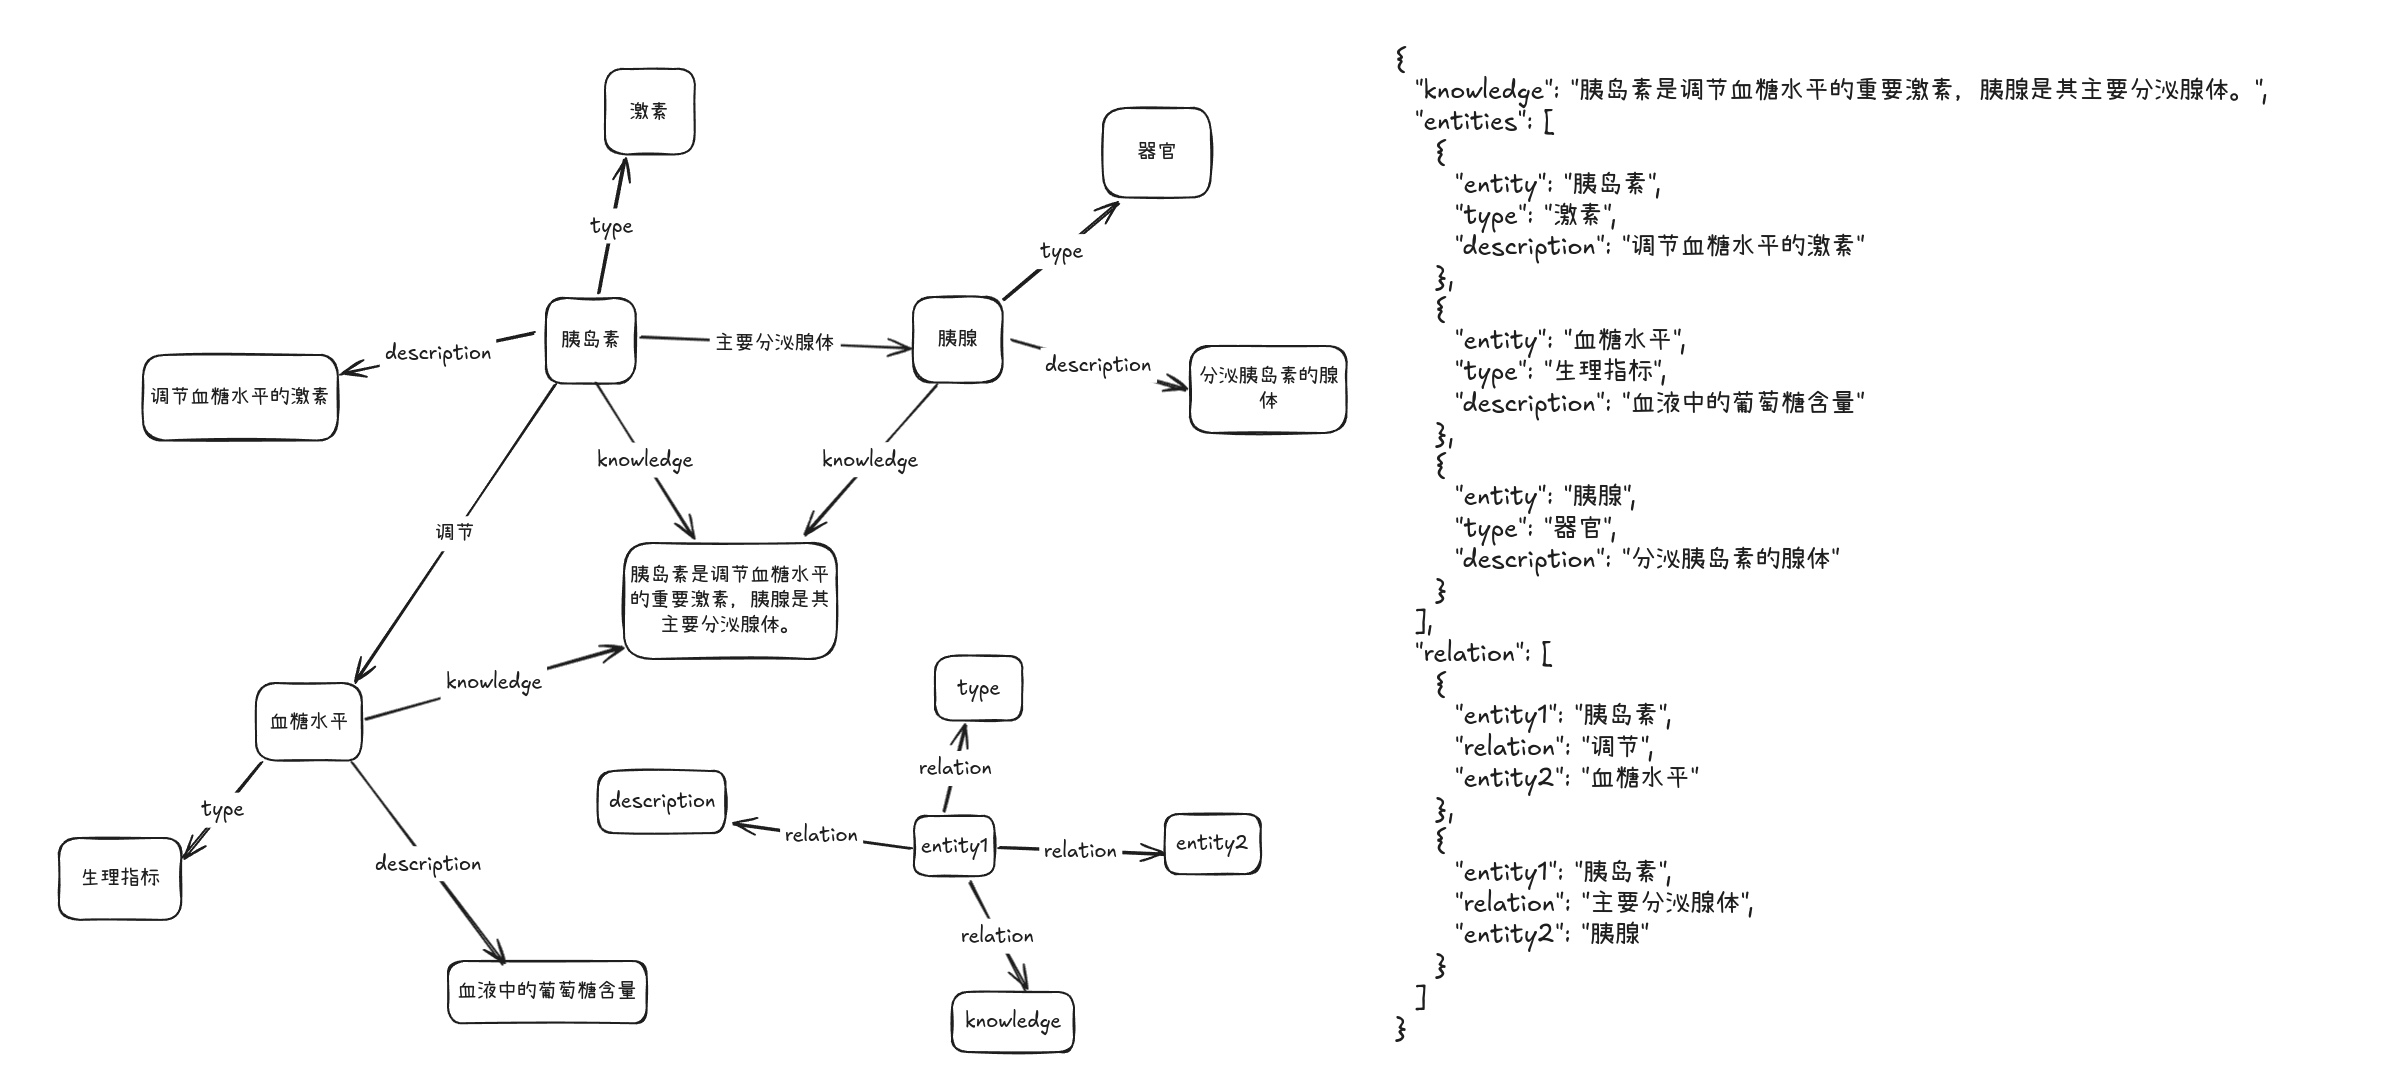 激素
器官
type
type
胰岛素
主要分泌腺体
胰腺
description
description
调节血糖水平的激素
分泌胰岛素的腺
体
knowledge
knowledge
调节
胰岛素是调节血糖水平
的重要激素，胰腺是其
主要分泌腺体。
knowledge
血糖水平
type
description
生理指标
血液中的葡萄糖含量
type
relation
description
relation
entity1
relation
entity2
relation
knowledge
{
"knowledge": "胰岛素是调节血糖水平的重要激素，胰腺是其主要分泌腺体。",
"entities": [
{
"entity": "胰岛素",
"type": "激素",
"description": "调节血糖水平的激素"
},
{
"entity": "血糖水平",
"type": "生理指标",
"description": "血液中的葡萄糖含量"
},
{
"entity": "胰腺",
"type": "器官",
"description": "分泌胰岛素的腺体"
}
],
"relation": [
{
"entity1": "胰岛素",
"relation": "调节",
"entity2": "血糖水平"
},
{
"entity1": "胰岛素",
"relation": "主要分泌腺体",
"entity2": "胰腺"
}
]
}